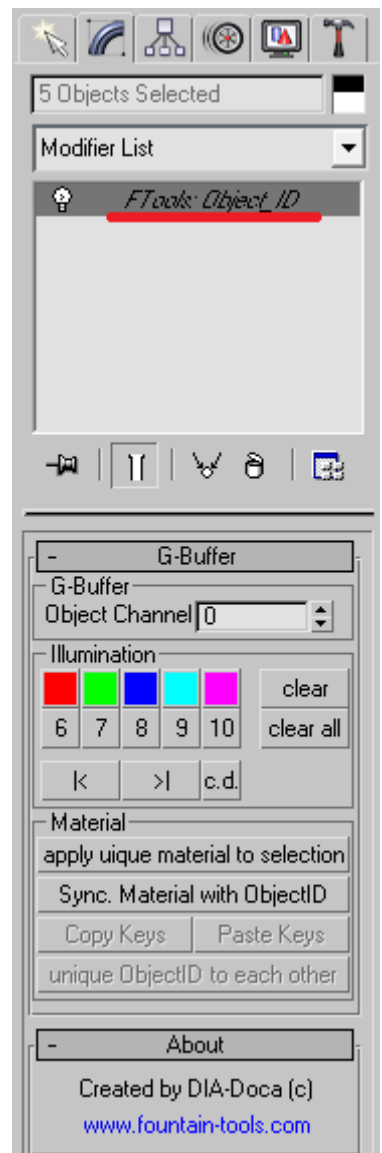 5 Objects Selected
Modifier List
FTools: Object_ID
- G-Buffer
G-Buffer
Object Channel 0
Illumination
clear
6 7 8 9 10 clear all
|< >| c.d.
Material
apply uique material to selection
Sync. Material with ObjectID
Copy Keys Paste Keys
unique ObjectID to each other
- About
Created by DIA-Doca (c)
www.fountain-tools.com